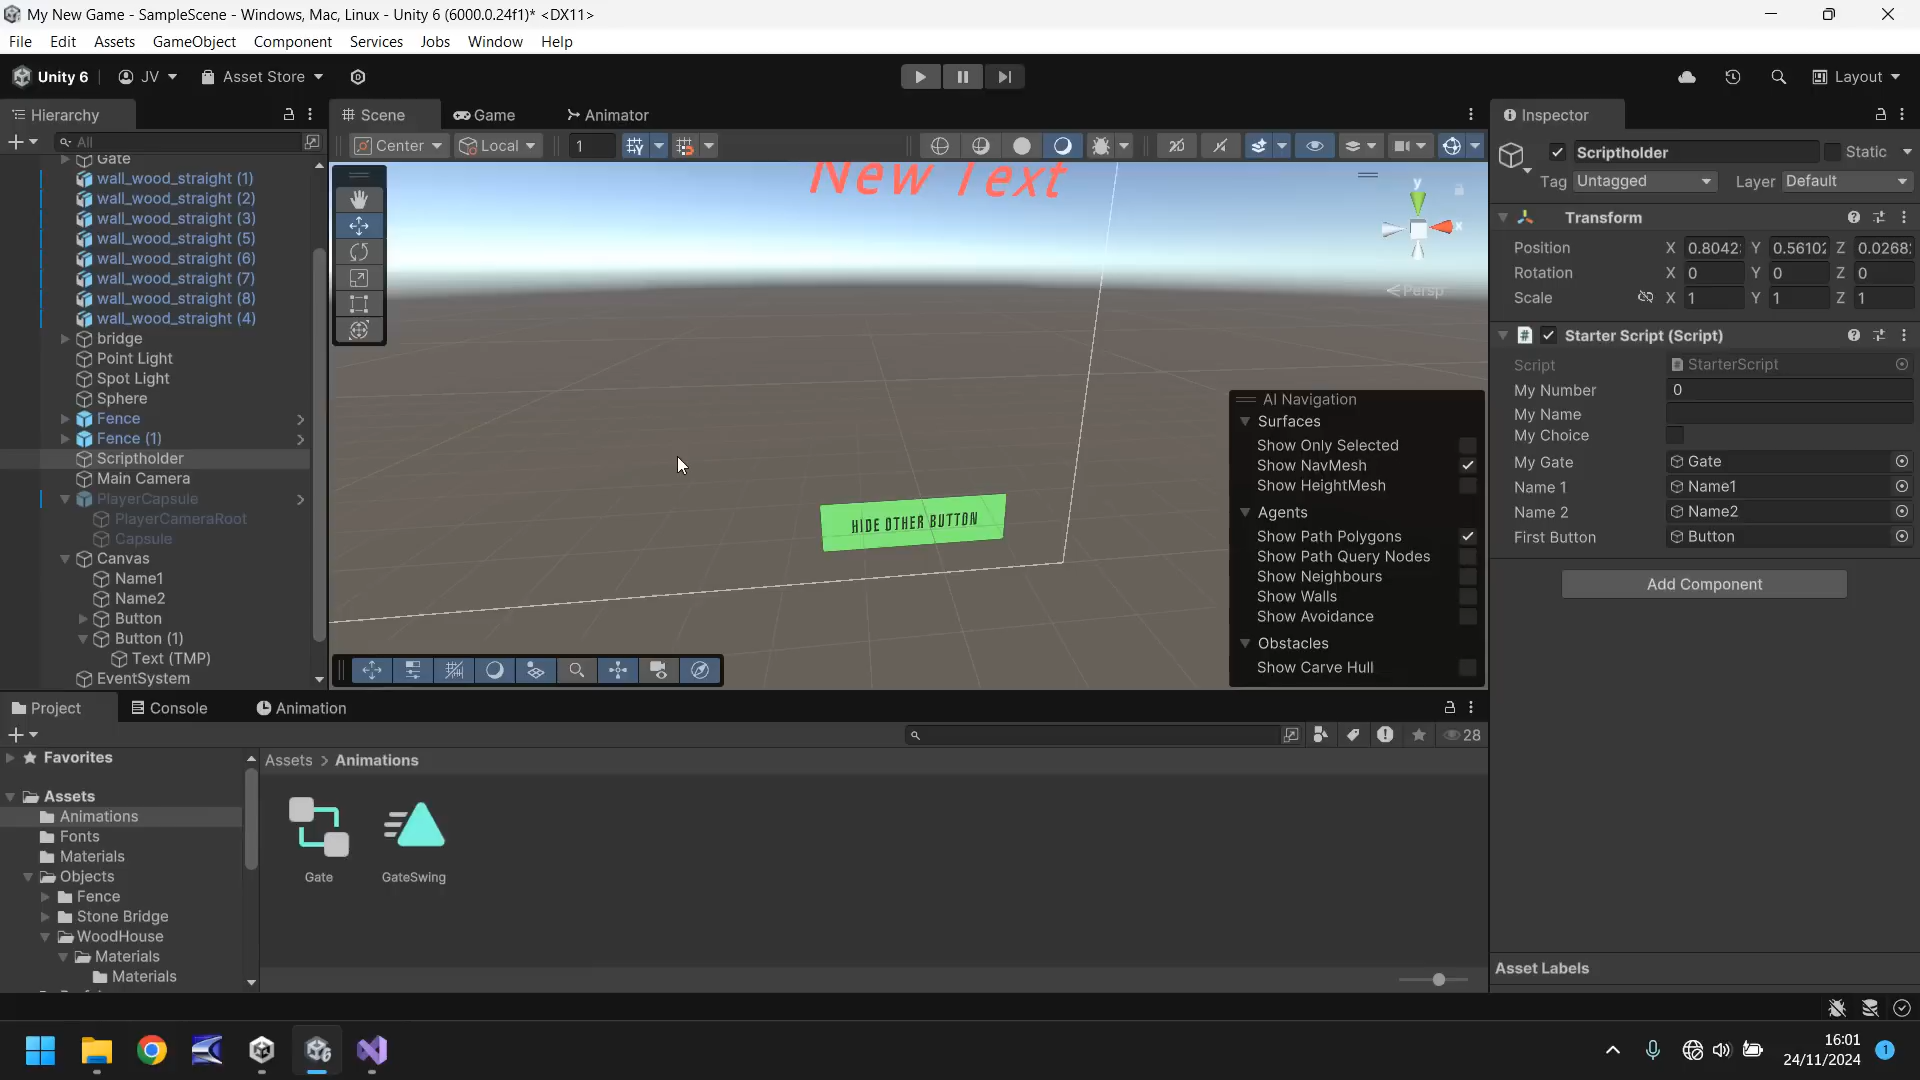 My New Game - SampleScene - Windows, Mac, Linux - Unity 6 (6000.0.24f1)* <DX11>
File Edit Assets GameObject Component Services Jobs Window Help
Unity 6 JV Asset Store Layout
Hierarchy
All
Gate
wall_wood_straight (1)
wall_wood_straight (2)
wall_wood_straight (3)
wall_wood_straight (5)
wall_wood_straight (6)
wall_wood_straight (7)
wall_wood_straight (8)
wall_wood_straight (4)
bridge
Point Light
Spot Light
Sphere
Fence
Fence (1)
Scriptholder
Main Camera
PlayerCapsule
PlayerCameraRoot
Capsule
Canvas
Name1
Name2
Button
Button (1)
Text (TMP)
EventSystem
Scene Game Animator
Center Local 1 2D
New Text
y
x
Persp
HIDE OTHER BUTTON
AI Navigation
Surfaces
Show Only Selected
Show NavMesh
Show HeightMesh
Agents
Show Path Polygons
Show Path Query Nodes
Show Neighbours
Show Walls
Show Avoidance
Obstacles
Show Carve Hull
Inspector
Scriptholder Static
Tag Untagged Layer Default
Transform
Position X 0.8042 Y 0.5610 Z 0.0268
Rotation X 0 Y 0 Z 0
Scale X 1 Y 1 Z 1
# Starter Script (Script)
Script StarterScript
My Number 0
My Name
My Choice
My Gate Gate
Name 1 Name1
Name 2 Name2
First Button Button
Add Component
Asset Labels
Project Console Animation
28
Favorites
Assets
Animations
Fonts
Materials
Objects
Fence
Stone Bridge
WoodHouse
Materials
Materials
Assets > Animations
Gate GateSwing
16:01
24/11/2024
1